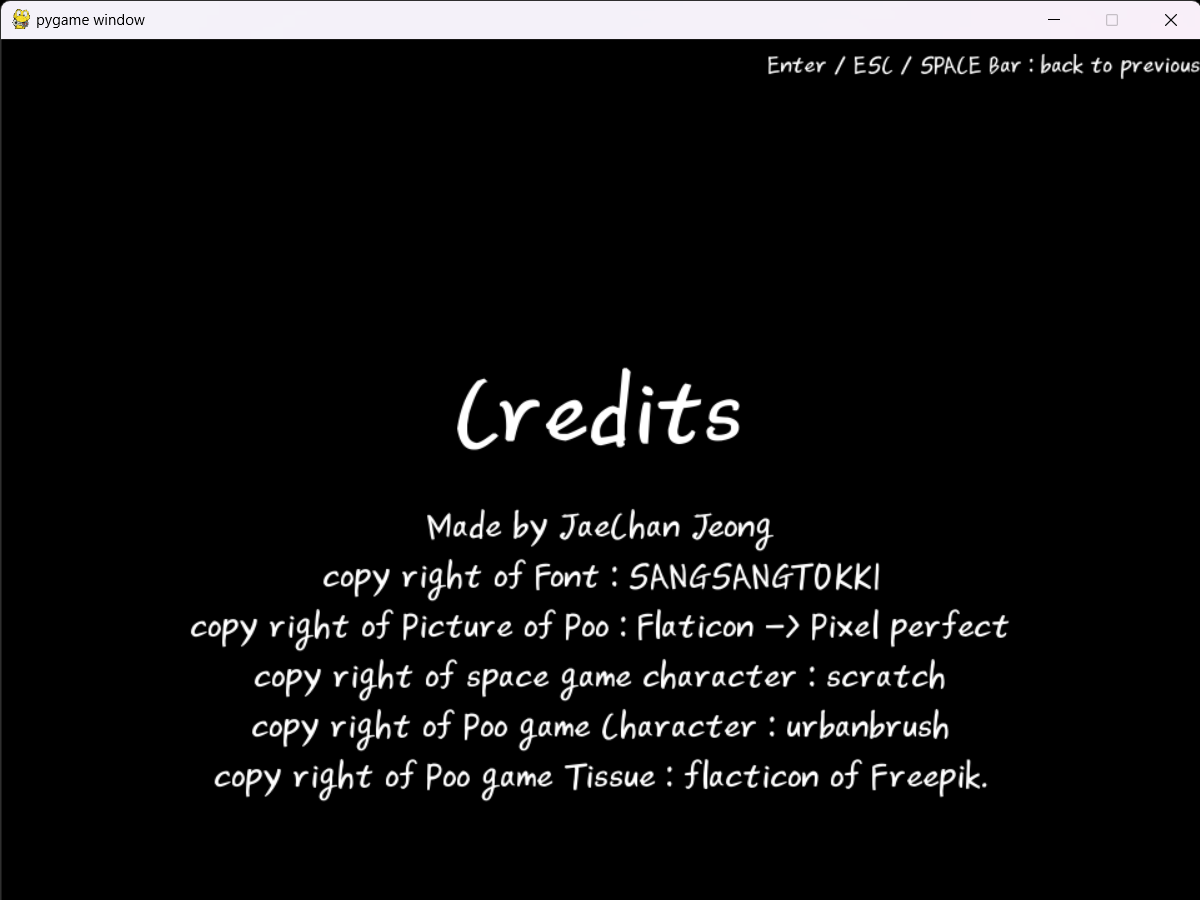 pygame window
Enter / ESC / SPACE Bar : back to previous
Credits
Made by JaeChan Jeong
copy right of Font : SANGSANGTOKKI
copy right of Picture of Poo : Flaticon -> Pixel perfect
copy right of space game character : scratch
copy right of Poo game Character : urbanbrush
copy right of Poo game Tissue : flacticon of Freepik.